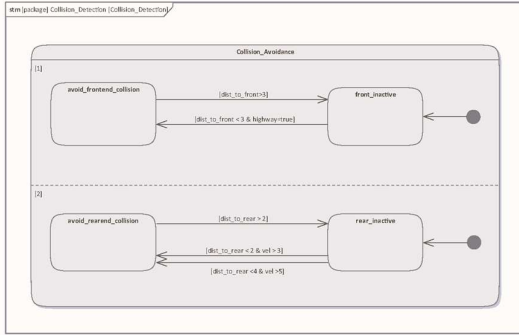 stm [package] Collision_Detection [Collision_Detection]
Collision_Avoidance
[1]
avoid_frontend_collision
[dist_to_front>3]
front_inactive
[dist_to_front < 3 & highway=true]
[2]
avoid_rearend_collision
[dist_to_rear > 2]
rear_inactive
[dist_to_rear < 2 & vel > 3]
[dist_to_rear <4 & vel >5]